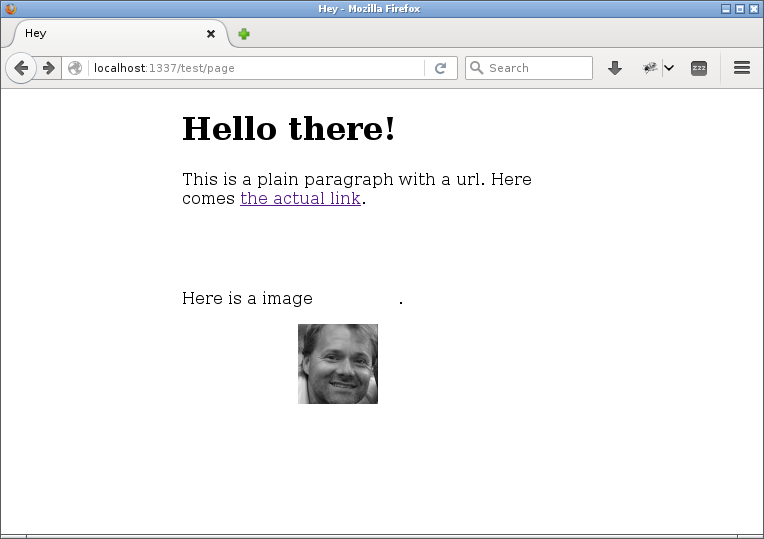 Hey - Mozilla Firefox
Hey
localhost:1337/test/page
Search
zzz
Hello there!
This is a plain paragraph with a url. Here
comes the actual link.
Here is a image .